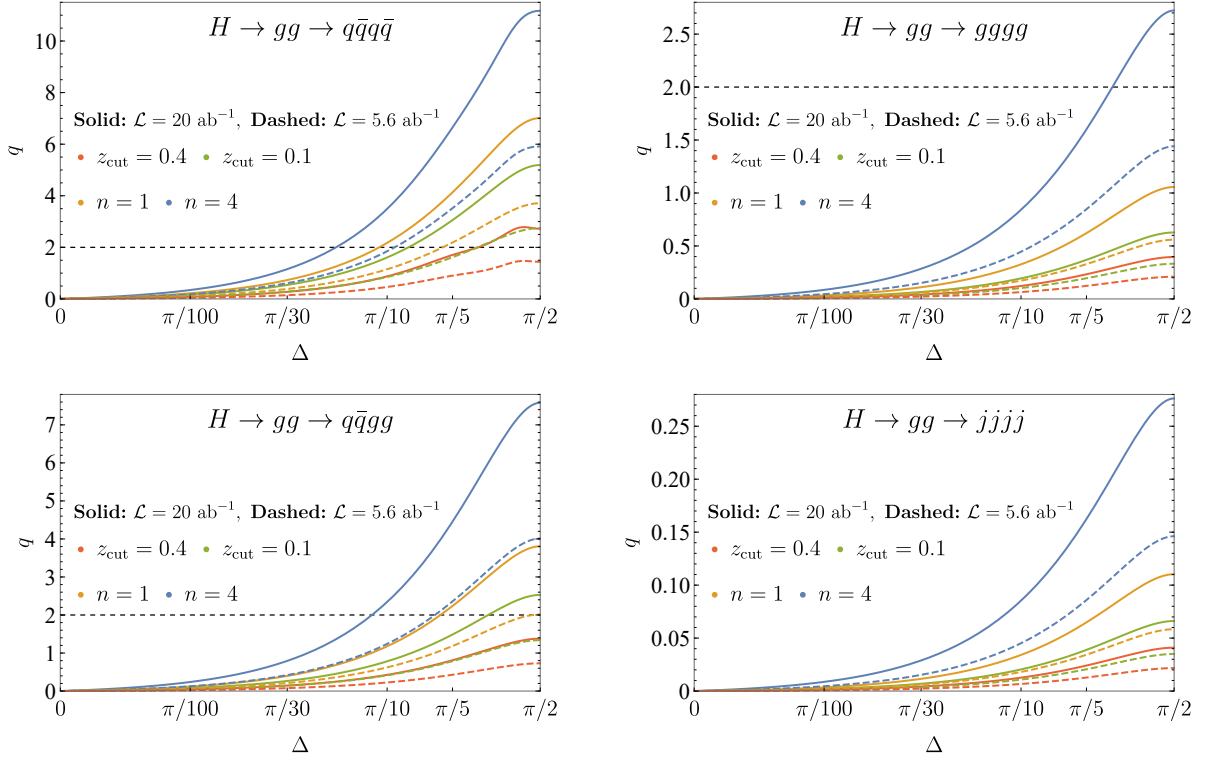 H → gg → qq̄qq̄
10
8
6
4
2
0
q
Solid: 𝓛 = 20 ab⁻¹, Dashed: 𝓛 = 5.6 ab⁻¹
z_cut = 0.4 z_cut = 0.1
n = 1 n = 4
0 π/100 π/30 π/10 π/5 π/2
Δ
H → gg → gggg
2.5
2.0
1.5
1.0
0.5
0
q
Solid: 𝓛 = 20 ab⁻¹, Dashed: 𝓛 = 5.6 ab⁻¹
z_cut = 0.4 z_cut = 0.1
n = 1 n = 4
0 π/100 π/30 π/10 π/5 π/2
Δ
H → gg → qq̄gg
7
6
5
4
3
2
1
0
q
Solid: 𝓛 = 20 ab⁻¹, Dashed: 𝓛 = 5.6 ab⁻¹
z_cut = 0.4 z_cut = 0.1
n = 1 n = 4
0 π/100 π/30 π/10 π/5 π/2
Δ
H → gg → jjjj
0.25
0.20
0.15
0.10
0.05
0
q
Solid: 𝓛 = 20 ab⁻¹, Dashed: 𝓛 = 5.6 ab⁻¹
z_cut = 0.4 z_cut = 0.1
n = 1 n = 4
0 π/100 π/30 π/10 π/5 π/2
Δ